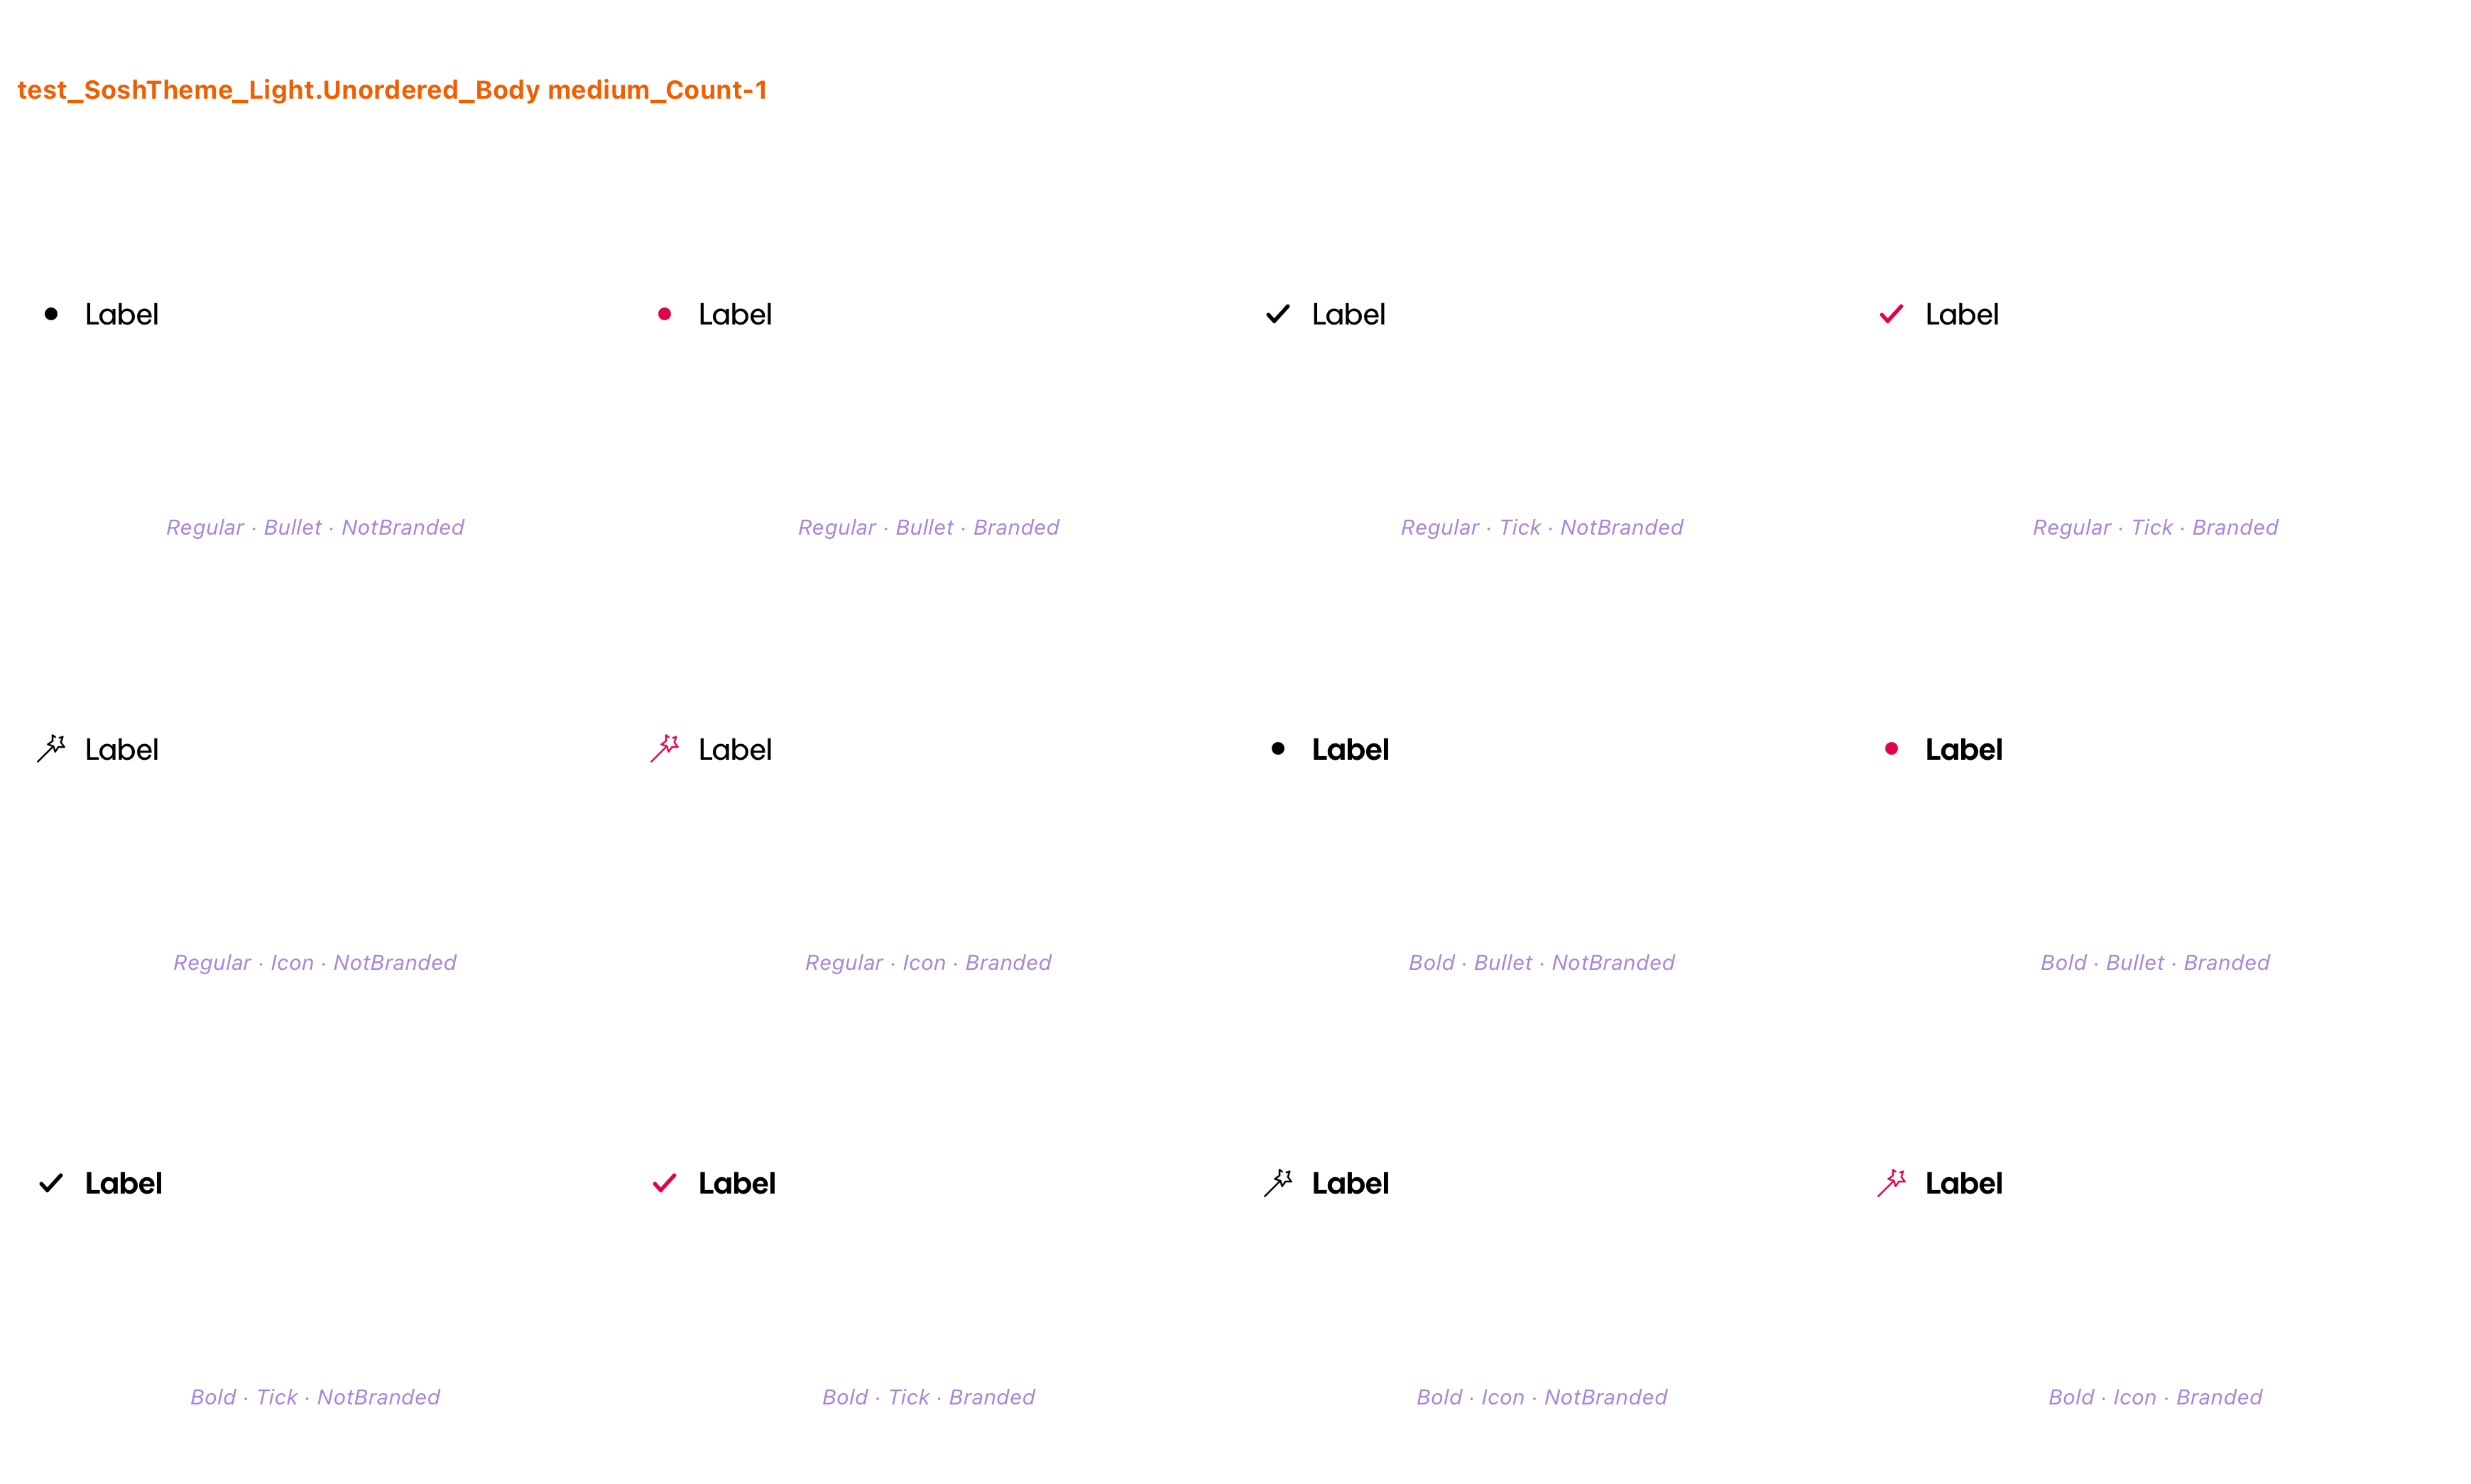 test_SoshTheme_Light.Unordered_Body medium_Count-1
Label
Label
Label
Label
Regular · Bullet · NotBranded
Regular · Bullet · Branded
Regular · Tick · NotBranded
Regular · Tick · Branded
Label
Label
Label
Label
Regular · Icon · NotBranded
Regular · Icon · Branded
Bold · Bullet · NotBranded
Bold · Bullet · Branded
Label
Label
Label
Label
Bold · Tick · NotBranded
Bold · Tick · Branded
Bold · Icon · NotBranded
Bold · Icon · Branded